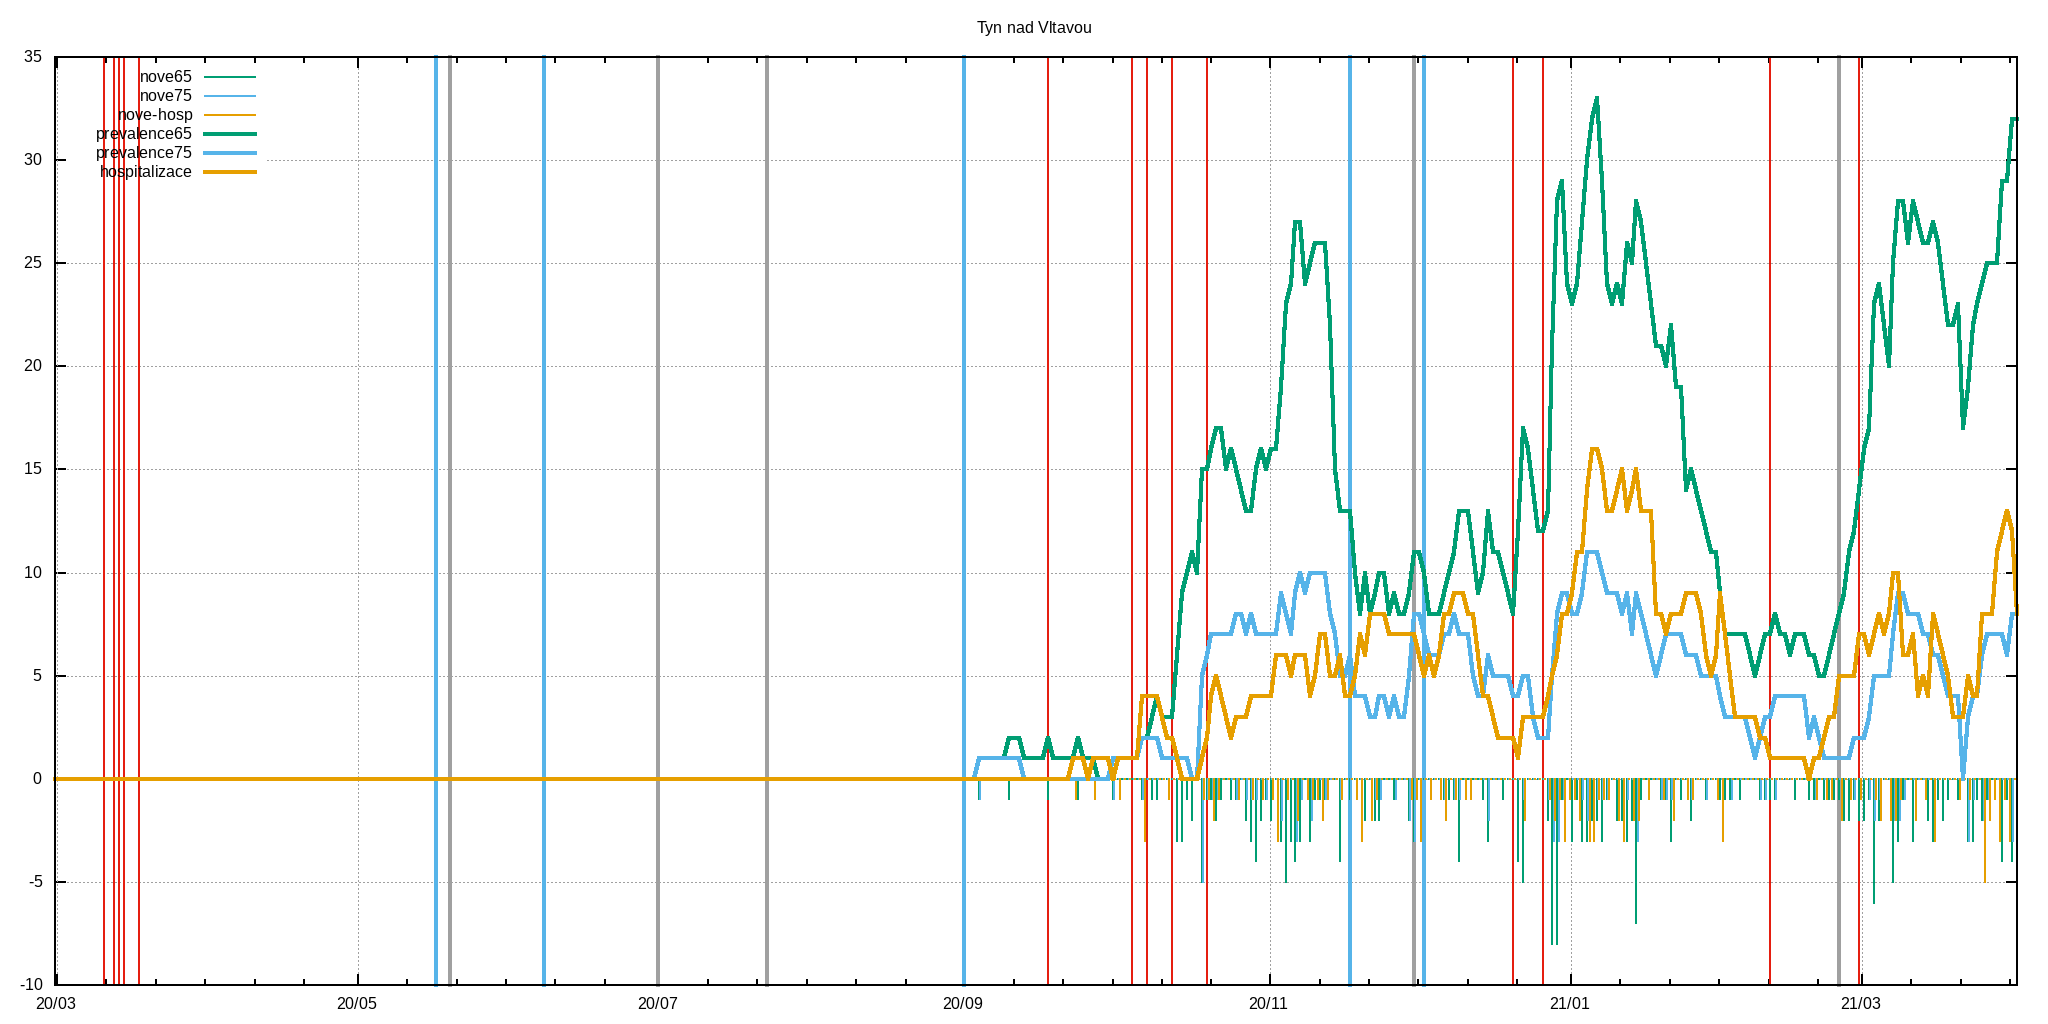 Tyn nad Vltavou
35
nove65
nove75
nove-hosp
prevalence65
prevalence75
hospitalizace
30
25
20
15
10
5
0
-5
-10
20/03 20/05 20/07 20/09 20/11 21/01 21/03